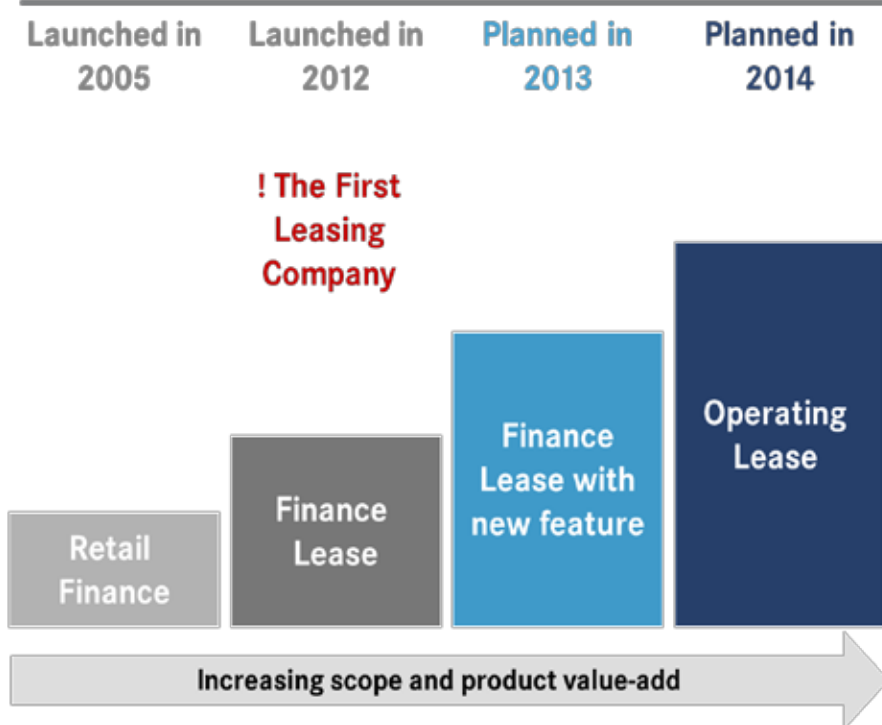 Launched in
2005
Launched in
2012
Planned in
2013
Planned in
2014
! The First
Leasing
Company
Retail
Finance
Finance
Lease
Finance
Lease with
new feature
Operating
Lease
Increasing scope and product value-add